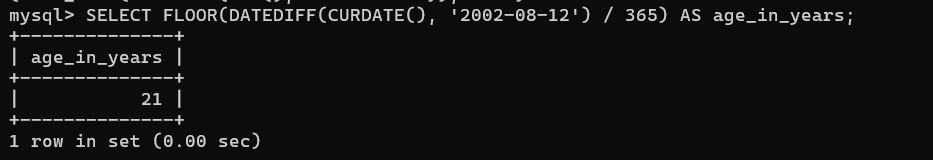 mysql> SELECT FLOOR(DATEDIFF(CURDATE(), '2002-08-12') / 365) AS age_in_years;
+--------------+
| age_in_years |
+--------------+
|           21 |
+--------------+
1 row in set (0.00 sec)